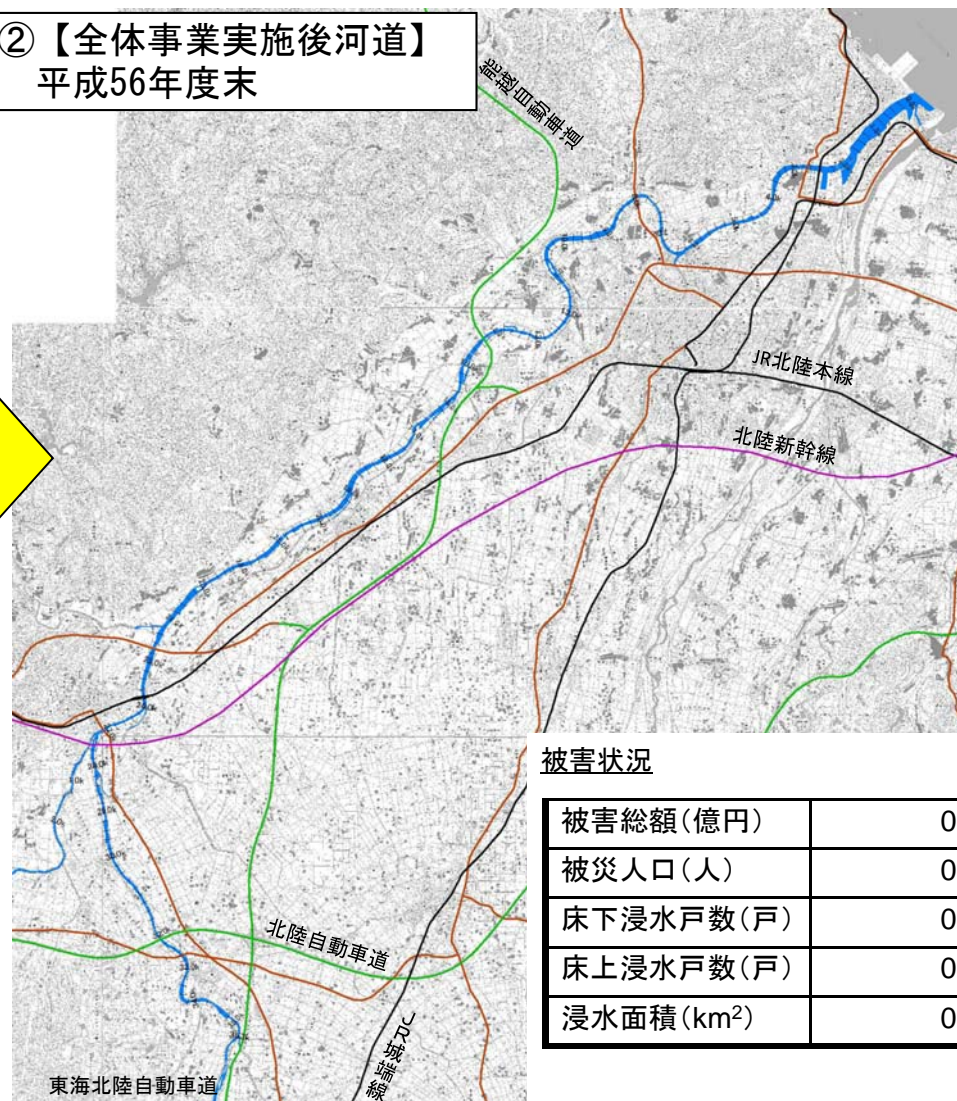 ②【全体事業実施後河道】
平成56年度末
能越自動車道
JR北陸本線
北陸新幹線
北陸自動車道
JR城端線
東海北陸自動車道
被害状況
被害総額(億円) 0
被災人口(人) 0
床下浸水戸数(戸) 0
床上浸水戸数(戸) 0
浸水面積(km²) 0